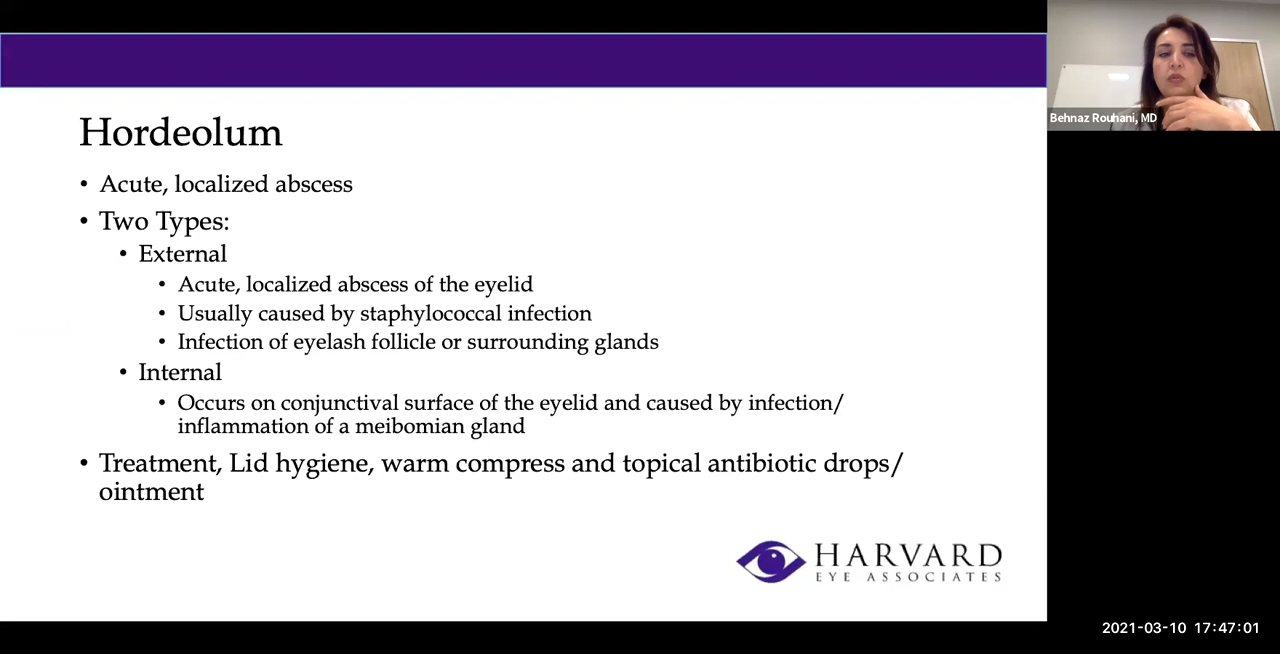 Hordeolum
• Acute, localized abscess
• Two Types:
• External
• Acute, localized abscess of the eyelid
• Usually caused by staphylococcal infection
• Infection of eyelash follicle or surrounding glands
• Internal
• Occurs on conjunctival surface of the eyelid and caused by infection/
inflammation of a meibomian gland
• Treatment, Lid hygiene, warm compress and topical antibiotic drops/
ointment
HARVARD
EYE ASSOCIATES
Behnaz Rouhani, MD
2021-03-10 17:47:01